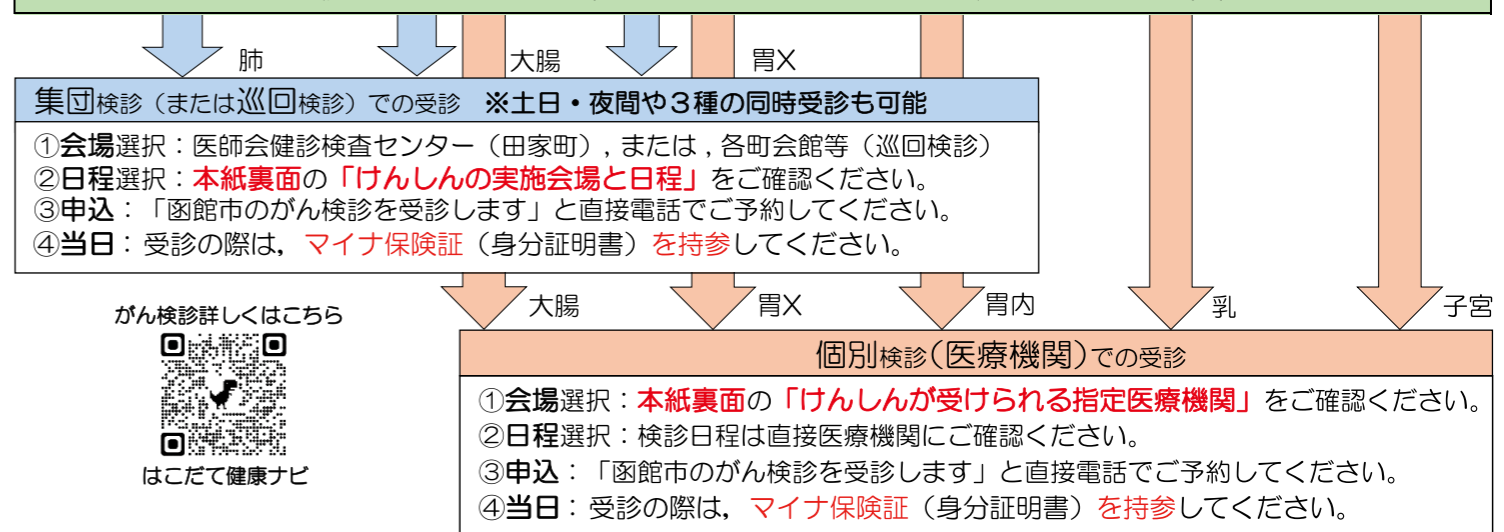 肺
大腸
胃X
集団検診（または巡回検診）での受診　※土日・夜間や３種の同時受診も可能
①会場選択：医師会健診検査センター（田家町）, または , 各町会館等（巡回検診）
②日程選択：本紙裏面の「けんしんの実施会場と日程」をご確認ください。
③申込：「函館市のがん検診を受診します」と直接電話でご予約してください。
④当日：受診の際は，マイナ保険証（身分証明書）を持参してください。
大腸
胃X
胃内
乳
子宮
がん検診詳しくはこちら
はこだて健康ナビ
個別検診(医療機関)での受診
①会場選択：本紙裏面の「けんしんが受けられる指定医療機関」をご確認ください。
②日程選択：検診日程は直接医療機関にご確認ください。
③申込：「函館市のがん検診を受診します」と直接電話でご予約してください。
④当日：受診の際は，マイナ保険証（身分証明書）を持参してください。